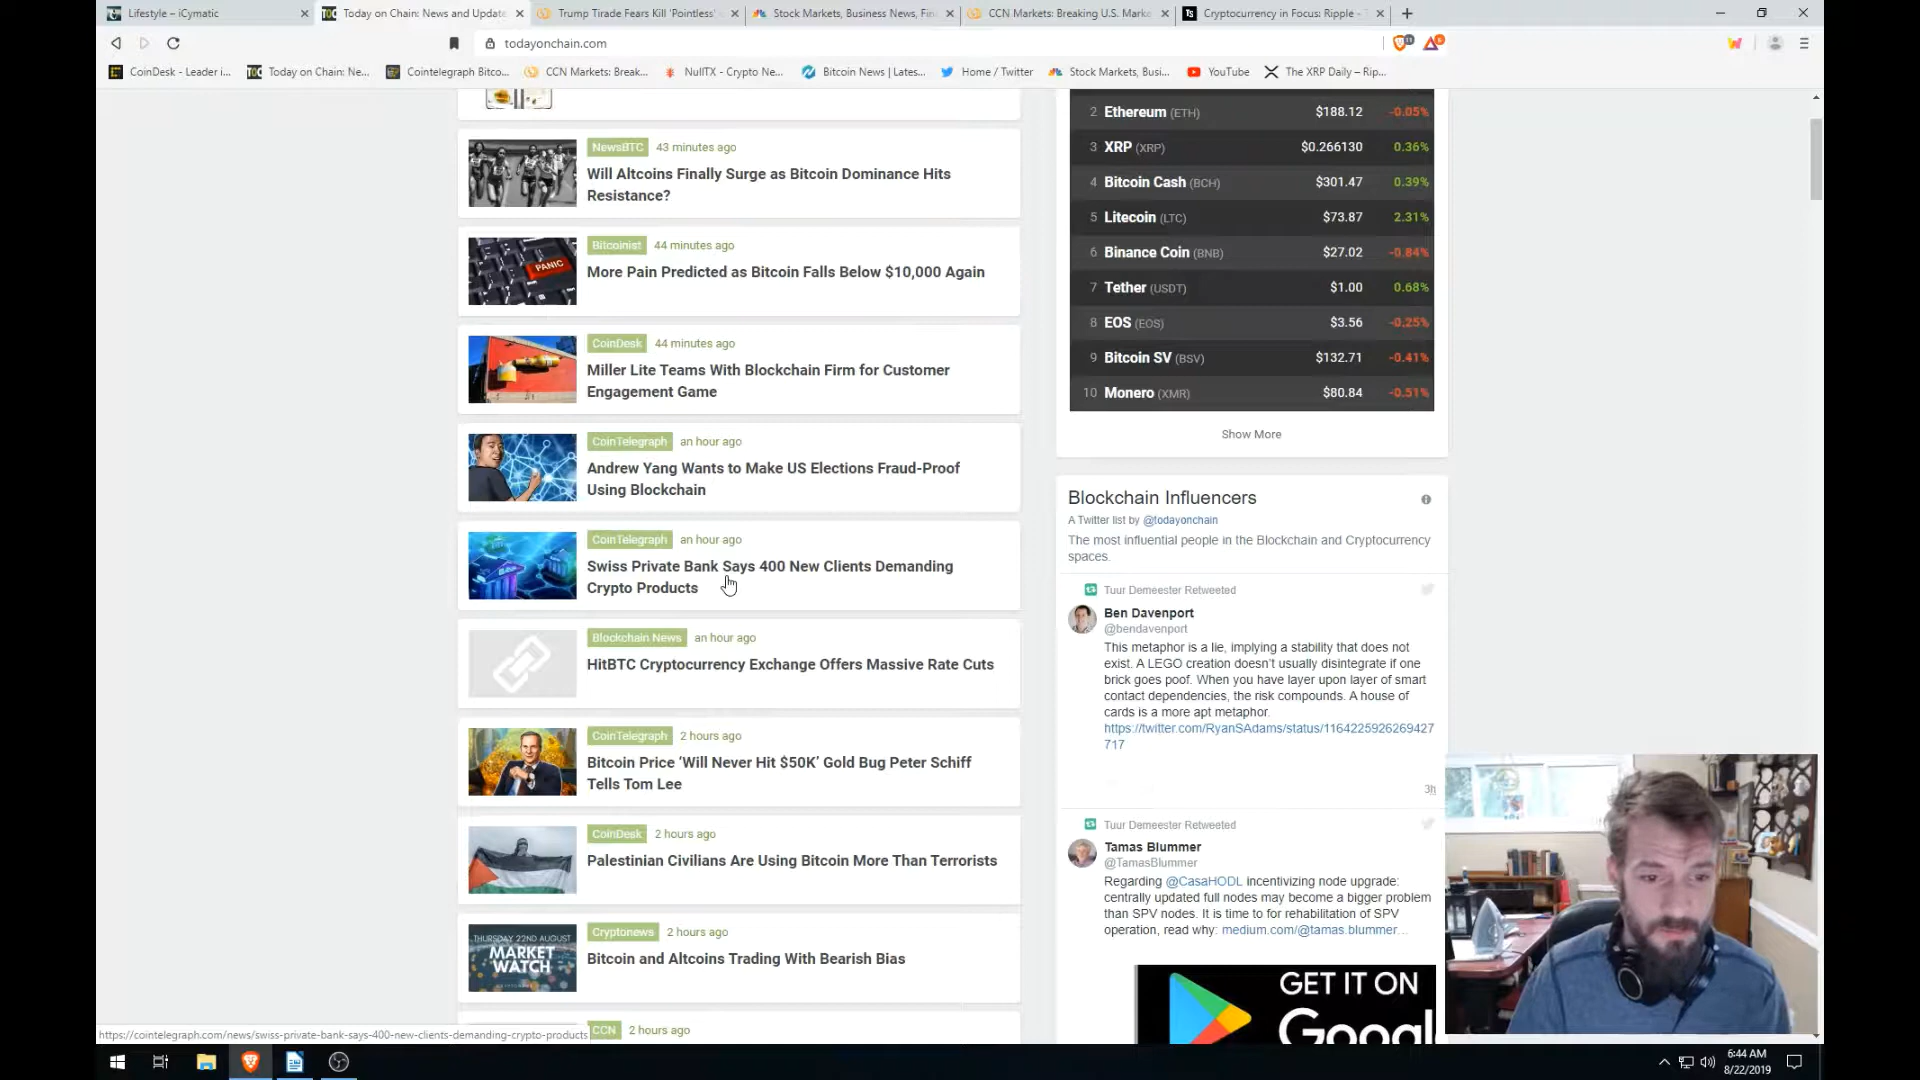 Lifestyle – iCymatic
Today on Chain: News and Update
Trump Tirade Fears Kill 'Pointless'
Stock Markets, Business News, Fin
CCN Markets: Breaking U.S. Marke
Cryptocurrency in Focus: Ripple -
todayonchain.com
CoinDesk - Leader i...
Today on Chain: Ne...
Cointelegraph Bitco...
CCN Markets: Break...
NullTX - Crypto Ne...
Bitcoin News | Lates...
Home / Twitter
Stock Markets, Busi...
YouTube
The XRP Daily – Rip...
NewsBTC 43 minutes ago
Will Altcoins Finally Surge as Bitcoin Dominance Hits
Resistance?
PANIC
Bitcoinist 44 minutes ago
More Pain Predicted as Bitcoin Falls Below $10,000 Again
CoinDesk 44 minutes ago
Miller Lite Teams With Blockchain Firm for Customer
Engagement Game
CoinTelegraph an hour ago
Andrew Yang Wants to Make US Elections Fraud-Proof
Using Blockchain
CoinTelegraph an hour ago
Swiss Private Bank Says 400 New Clients Demanding
Crypto Products
Blockchain News an hour ago
HitBTC Cryptocurrency Exchange Offers Massive Rate Cuts
CoinTelegraph 2 hours ago
Bitcoin Price ‘Will Never Hit $50K’ Gold Bug Peter Schiff
Tells Tom Lee
CoinDesk 2 hours ago
Palestinian Civilians Are Using Bitcoin More Than Terrorists
THURSDAY 22ND AUGUST
MARKET
WATCH
Cryptonews 2 hours ago
Bitcoin and Altcoins Trading With Bearish Bias
CCN 2 hours ago
2 Ethereum (ETH) $188.12 -0.05%
3 XRP (XRP) $0.266130 0.36%
4 Bitcoin Cash (BCH) $301.47 0.39%
5 Litecoin (LTC) $73.87 2.31%
6 Binance Coin (BNB) $27.02 -0.84%
7 Tether (USDT) $1.00 0.68%
8 EOS (EOS) $3.56 -0.25%
9 Bitcoin SV (BSV) $132.71 -0.41%
10 Monero (XMR) $80.84 -0.51%
Show More
Blockchain Influencers
A Twitter list by @todayonchain
The most influential people in the Blockchain and Cryptocurrency
spaces.
Tuur Demeester Retweeted
Ben Davenport
@bendavenport
This metaphor is a lie, implying a stability that does not
exist. A LEGO creation doesn’t usually disintegrate if one
brick goes poof. When you have layer upon layer of smart
contact dependencies, the risk compounds. A house of
cards is a more apt metaphor.
https://twitter.com/RyanSAdams/status/1164225926269427
717
3h
Tuur Demeester Retweeted
Tamas Blummer
@TamasBlummer
Regarding @CasaHODL incentivizing node upgrade:
centrally updated full nodes may become a bigger problem
than SPV nodes. It is time to for rehabilitation of SPV
operation, read why: medium.com/@tamas.blummer...
GET IT ON
Googl
https://cointelegraph.com/news/swiss-private-bank-says-400-new-clients-demanding-crypto-products
6:44 AM
8/22/2019